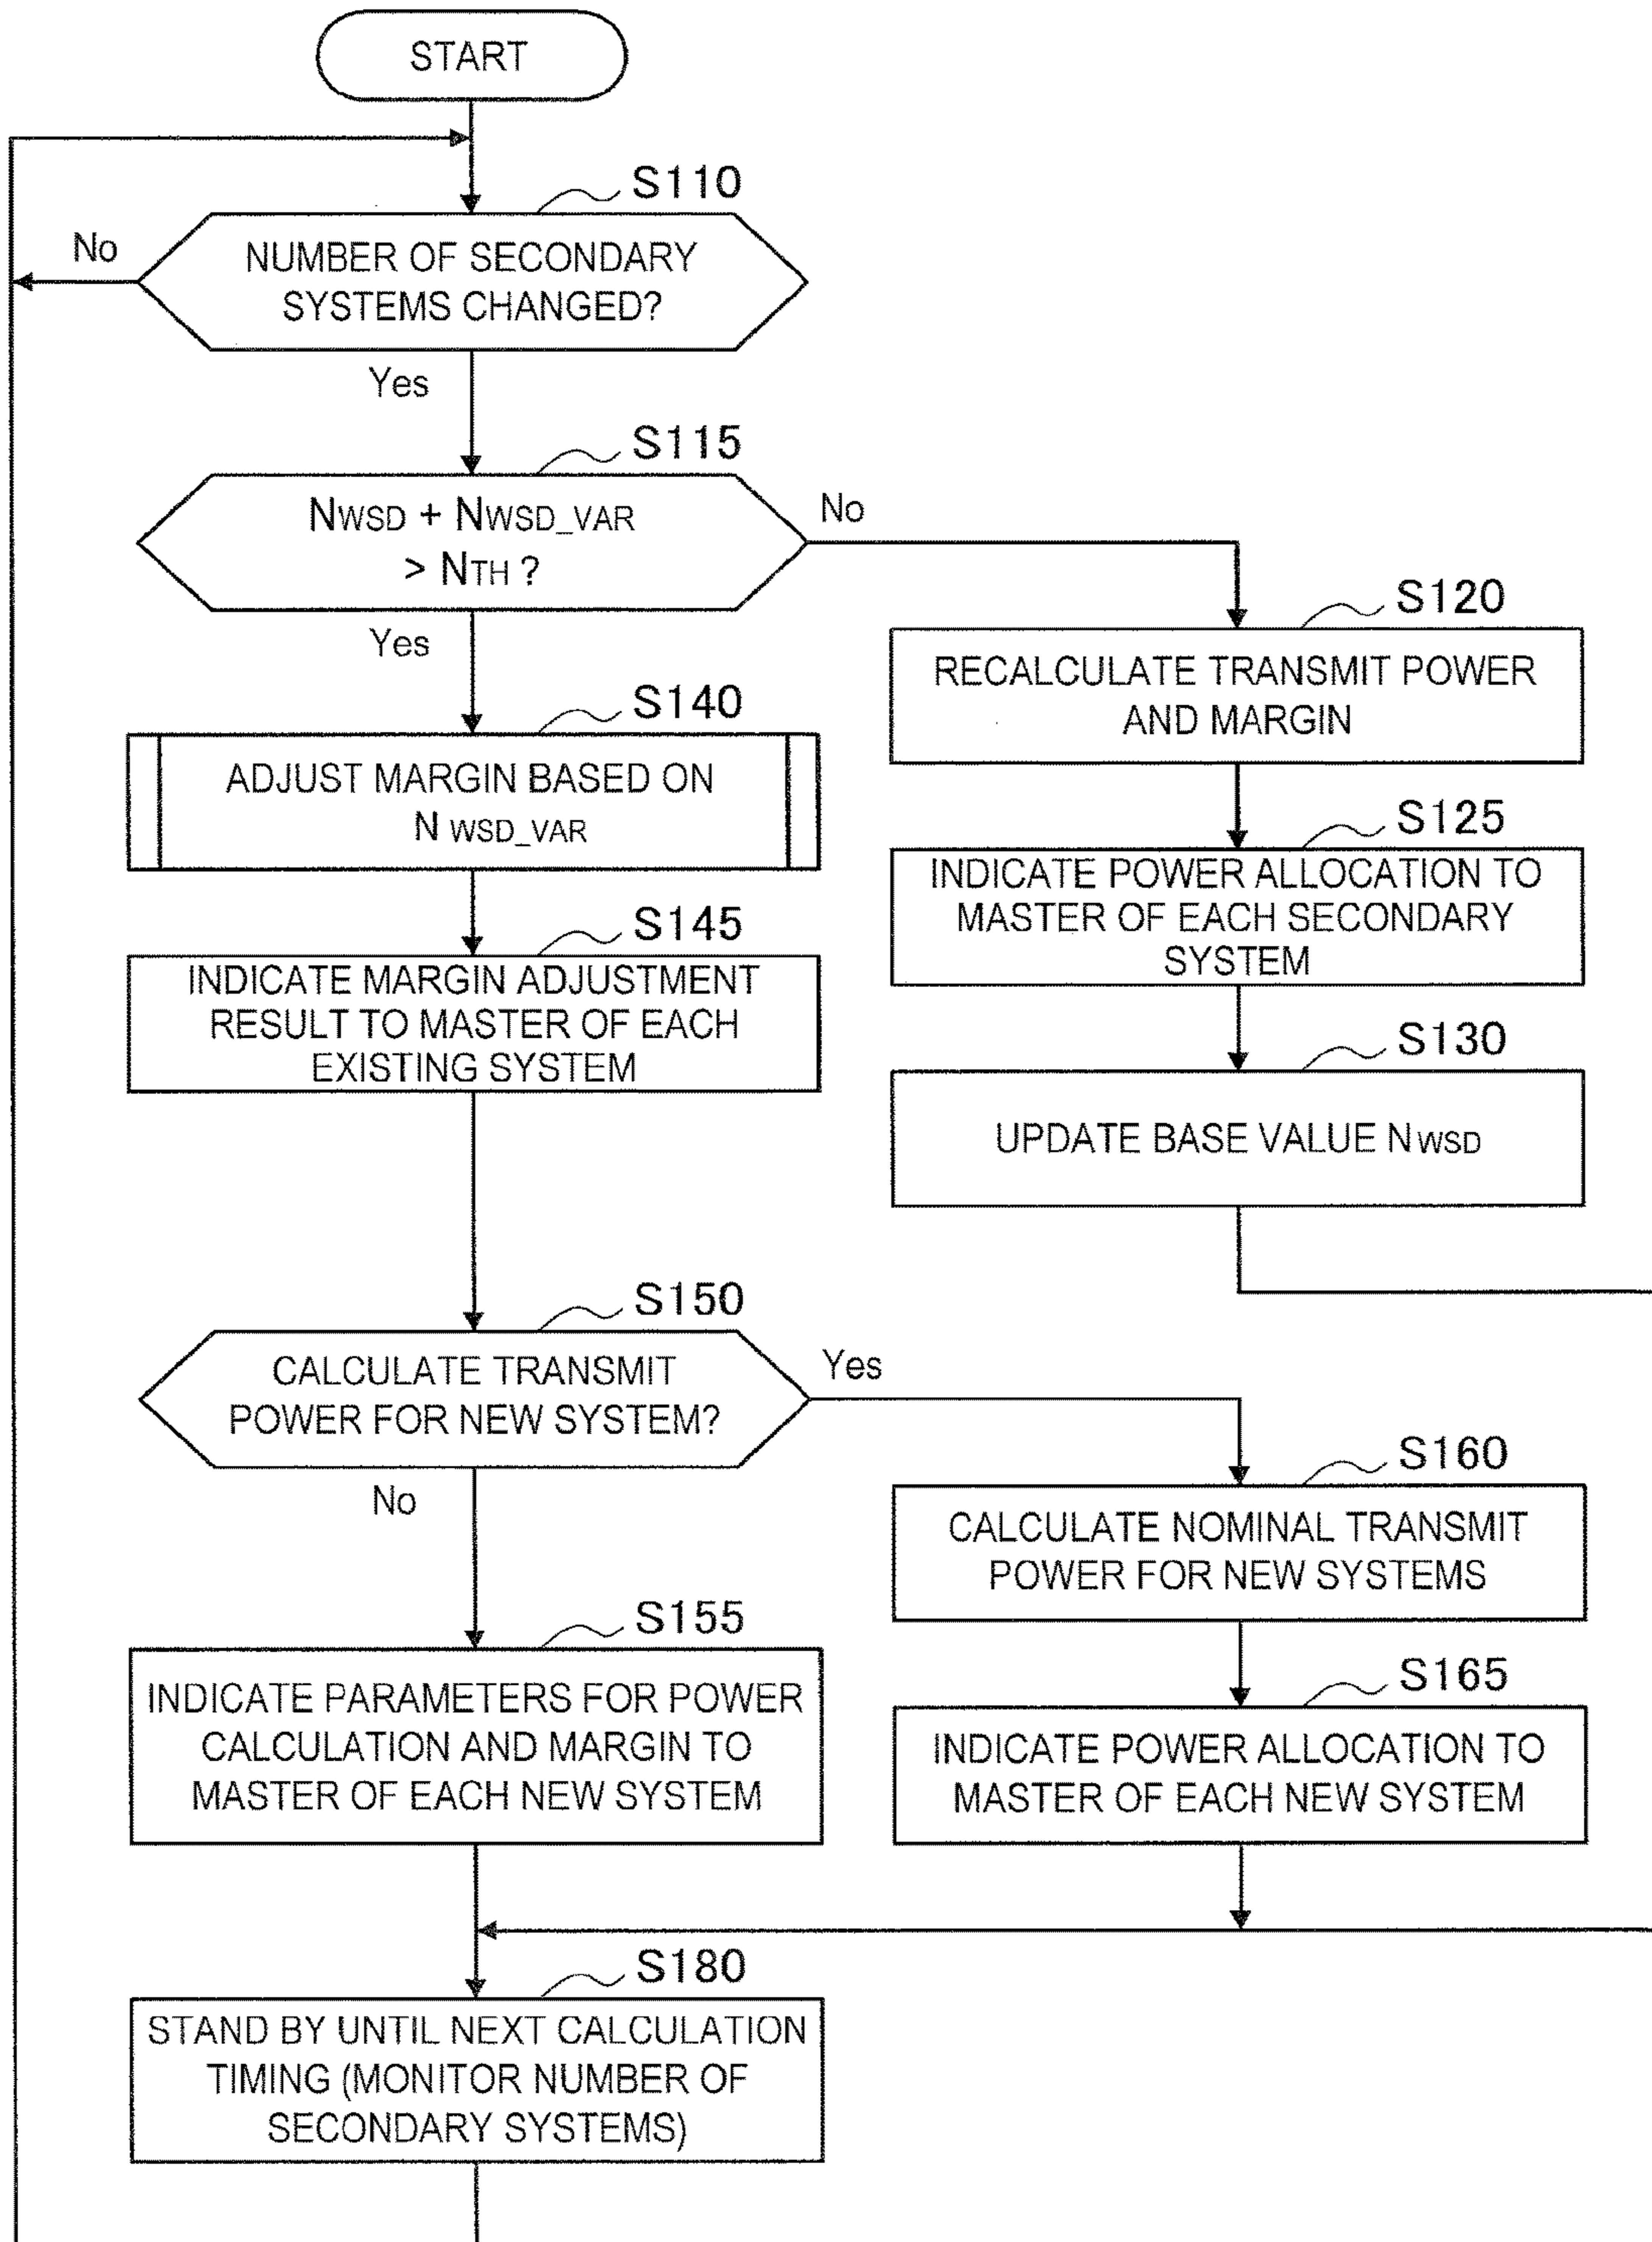 START
S110
NUMBER OF SECONDARY
SYSTEMS CHANGED?
No
Yes
S115
NWSD + NWSD_VAR
> NTH ?
No
Yes
S120
RECALCULATE TRANSMIT POWER
AND MARGIN
S140
ADJUST MARGIN BASED ON
N WSD_VAR
S125
INDICATE POWER ALLOCATION TO
MASTER OF EACH SECONDARY
SYSTEM
S145
INDICATE MARGIN ADJUSTMENT
RESULT TO MASTER OF EACH
EXISTING SYSTEM
S130
UPDATE BASE VALUE NWSD
S150
CALCULATE TRANSMIT
POWER FOR NEW SYSTEM?
Yes
No
S160
CALCULATE NOMINAL TRANSMIT
POWER FOR NEW SYSTEMS
S155
INDICATE PARAMETERS FOR POWER
CALCULATION AND MARGIN TO
MASTER OF EACH NEW SYSTEM
S165
INDICATE POWER ALLOCATION TO
MASTER OF EACH NEW SYSTEM
S180
STAND BY UNTIL NEXT CALCULATION
TIMING (MONITOR NUMBER OF
SECONDARY SYSTEMS)